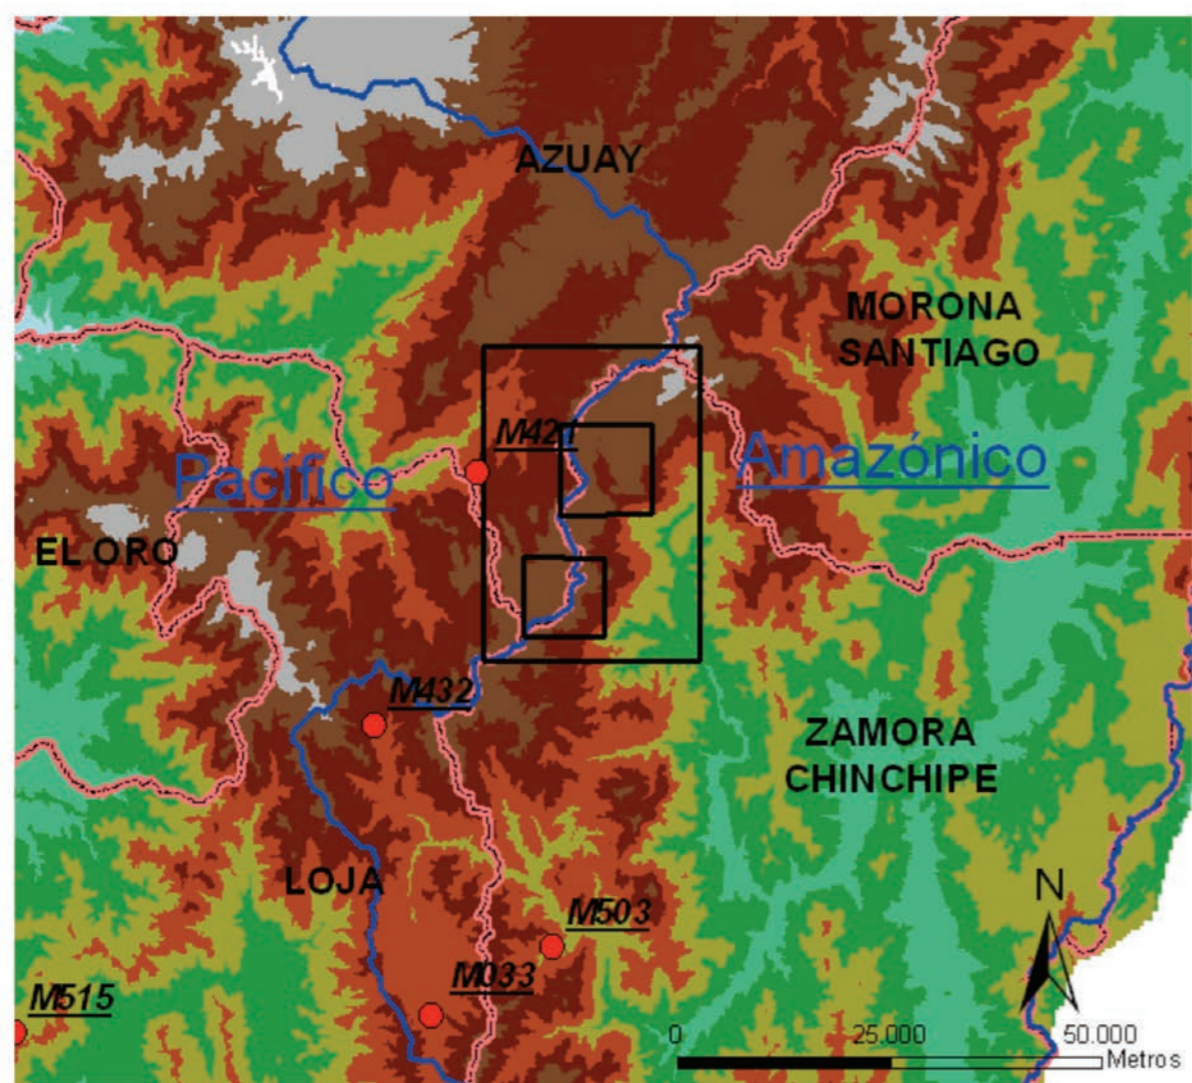 AZUAY
MORONA
SANTIAGO
M421
Pacífico
Amazónico
EL ORO
M432
ZAMORA
CHINCHIPE
LOJA
N
M503
M033
M515
0 25.000 50.000
Metros